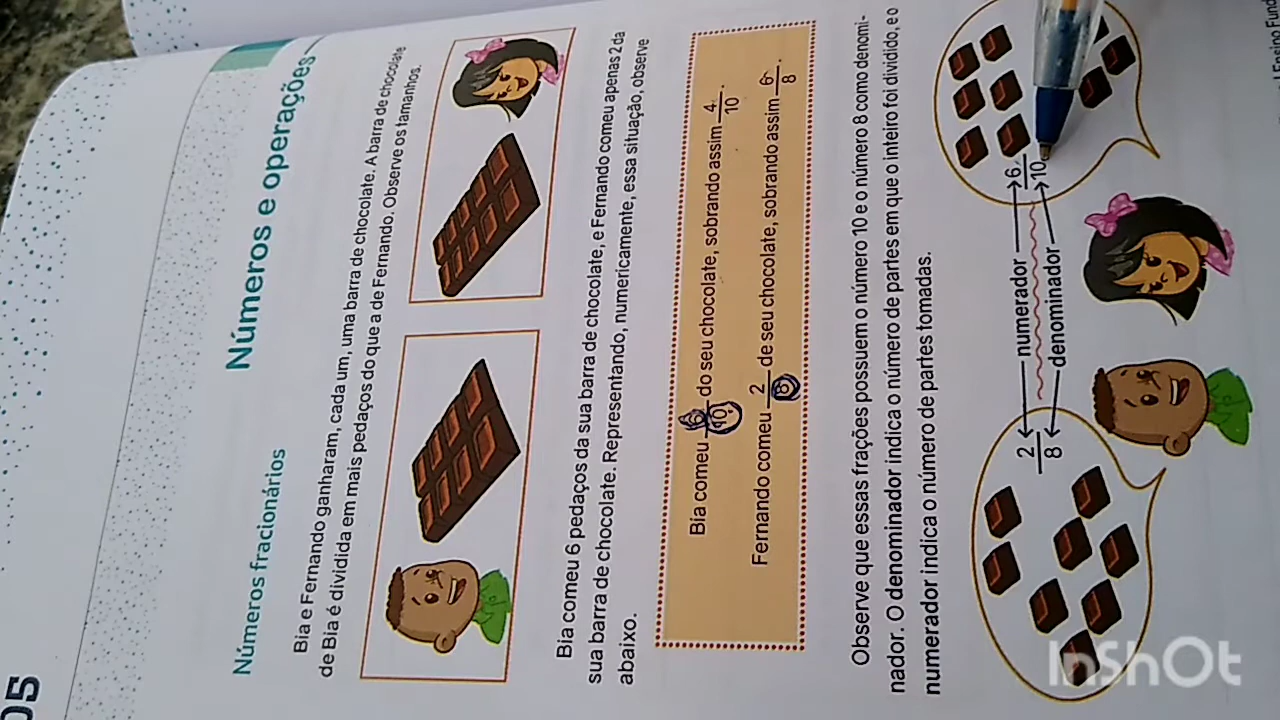 05
Números e operações
Números fracionários
Bia e Fernando ganharam, cada um, uma barra de chocolate. A barra de chocolate
de Bia é dividida em mais pedaços do que a de Fernando. Observe os tamanhos.
Bia comeu 6 pedaços da sua barra de chocolate, e Fernando comeu apenas 2 da
sua barra de chocolate. Representando, numericamente, essa situação, observe
abaixo.
Bia comeu 6/10 do seu chocolate, sobrando assim 4/10.
Fernando comeu 2/8 de seu chocolate, sobrando assim 6/8.
Observe que essas frações possuem o número 10 e o número 8 como denomi-
nador. O denominador indica o número de partes em que o inteiro foi dividido, e o
numerador indica o número de partes tomadas.
2 numerador 6
8 denominador 10
l Ensino Fund
InShOt